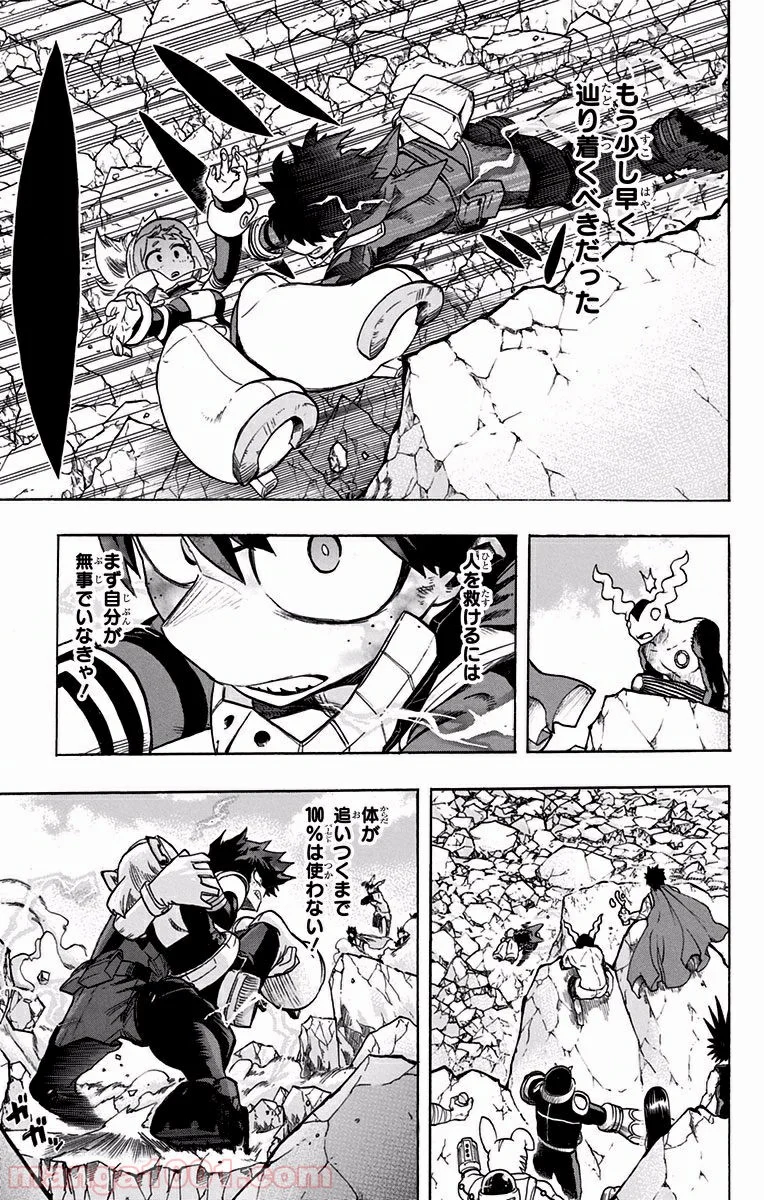 もう少し早く
辿り着くべきだった
人を救けるには
まず自分が
無事でいなきゃ!
体が
追いつくまで
100%は使わない!
ガガッ
manga1001.com